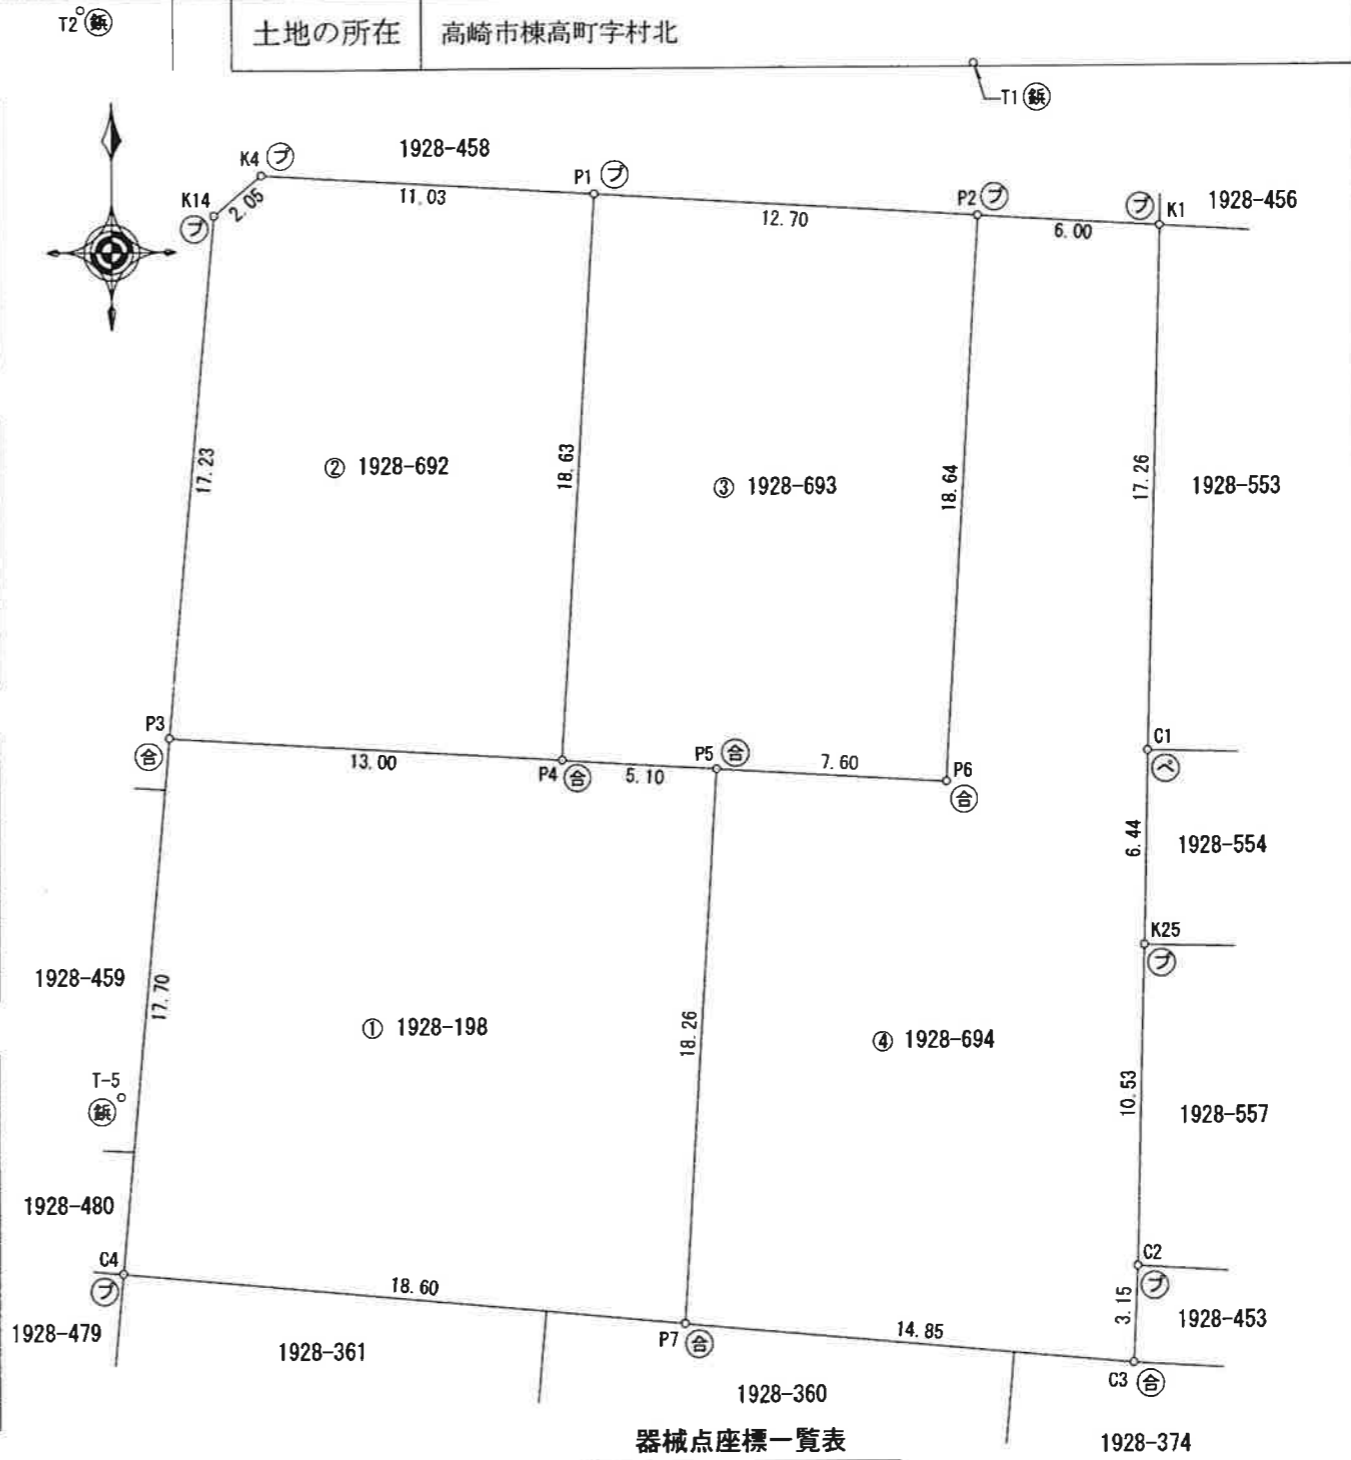 T2 鋲
土地の所在 高崎市棟高町字村北
T1 鋲
1928-458
K4 プ
K14 プ
2.05
11.03
P1 プ
12.70
P2 プ
6.00
プ K1
1928-456
17.23
② 1928-692
18.63
③ 1928-693
18.64
17.26
1928-553
P3
合
13.00
P4 合
5.10
P5 合
7.60
P6
合
C1
ペ
6.44
1928-554
K25
プ
1928-459
17.70
① 1928-198
18.26
④ 1928-694
10.53
1928-557
T-5
鋲
1928-480
C4
プ
18.60
P7 合
14.85
C2
プ
3.15
1928-453
1928-479
1928-361
1928-360
C3 合
1928-374
器械点座標一覧表